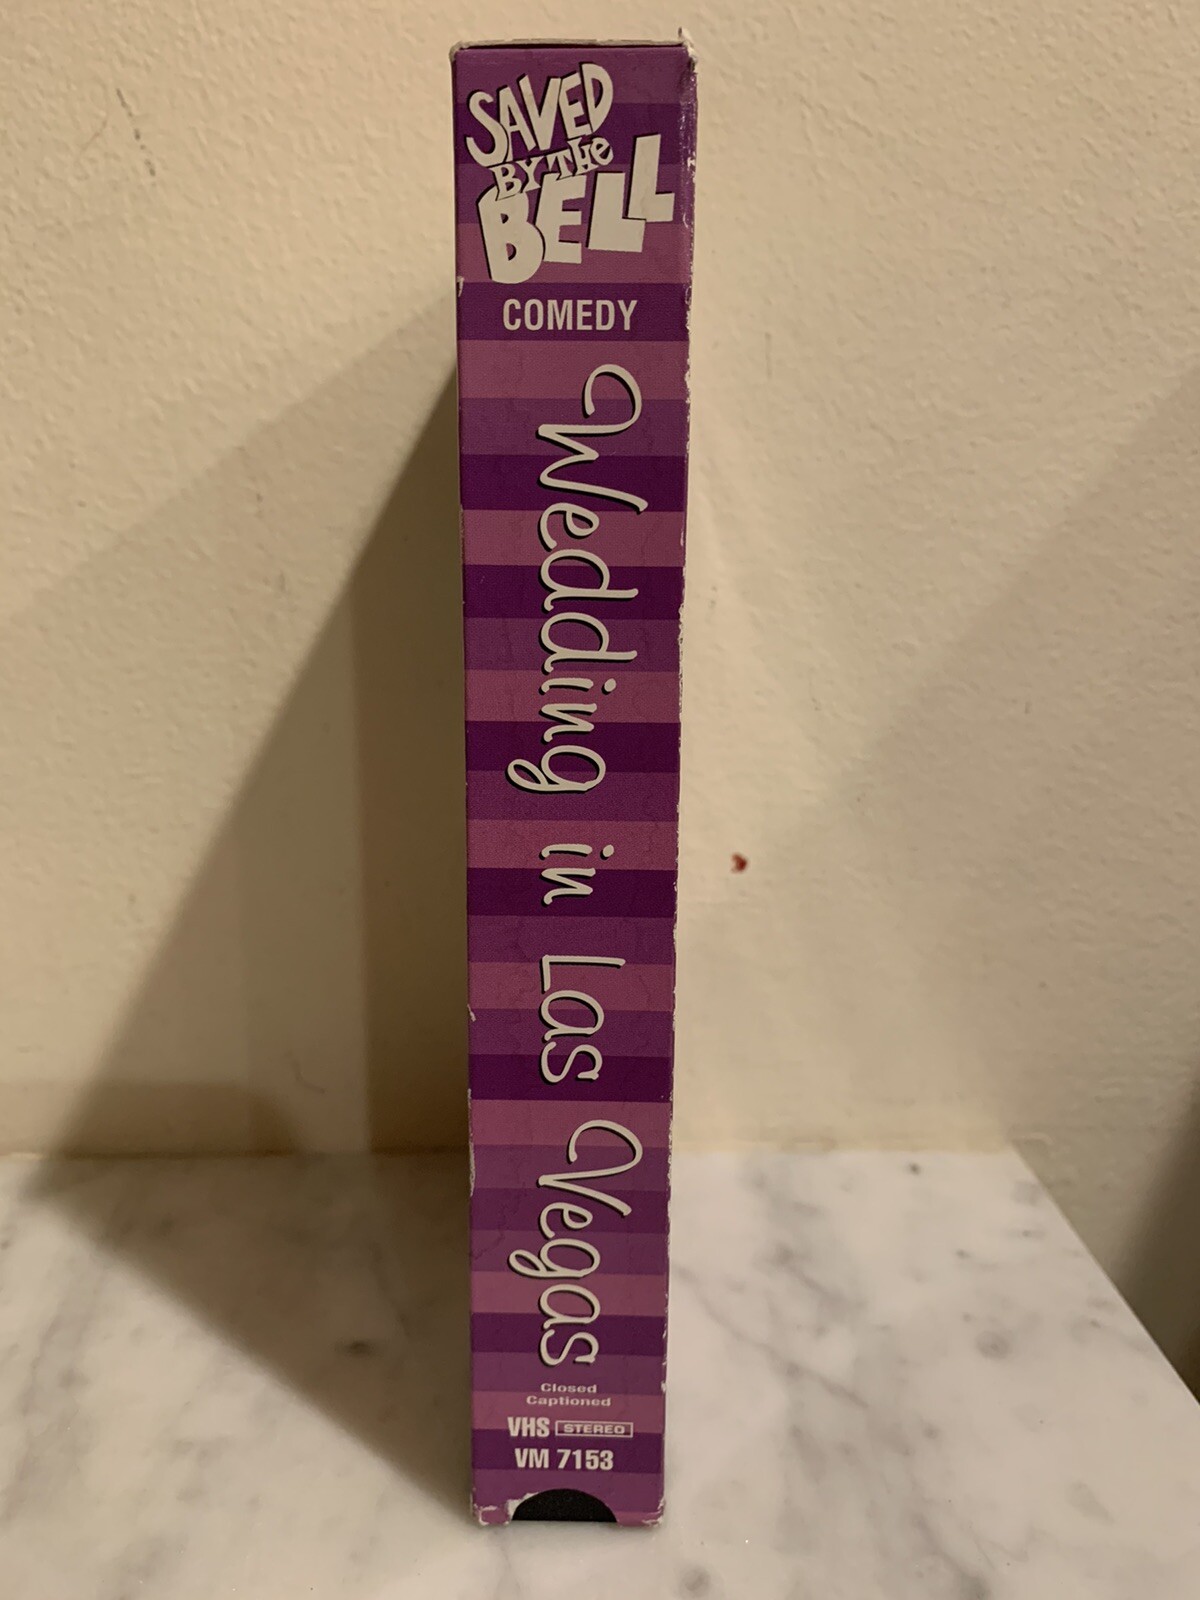 SAVED
BY THE
BELL
COMEDY
Wedding in Las Vegas
Closed
Captioned
VHS STEREO
VM 7153